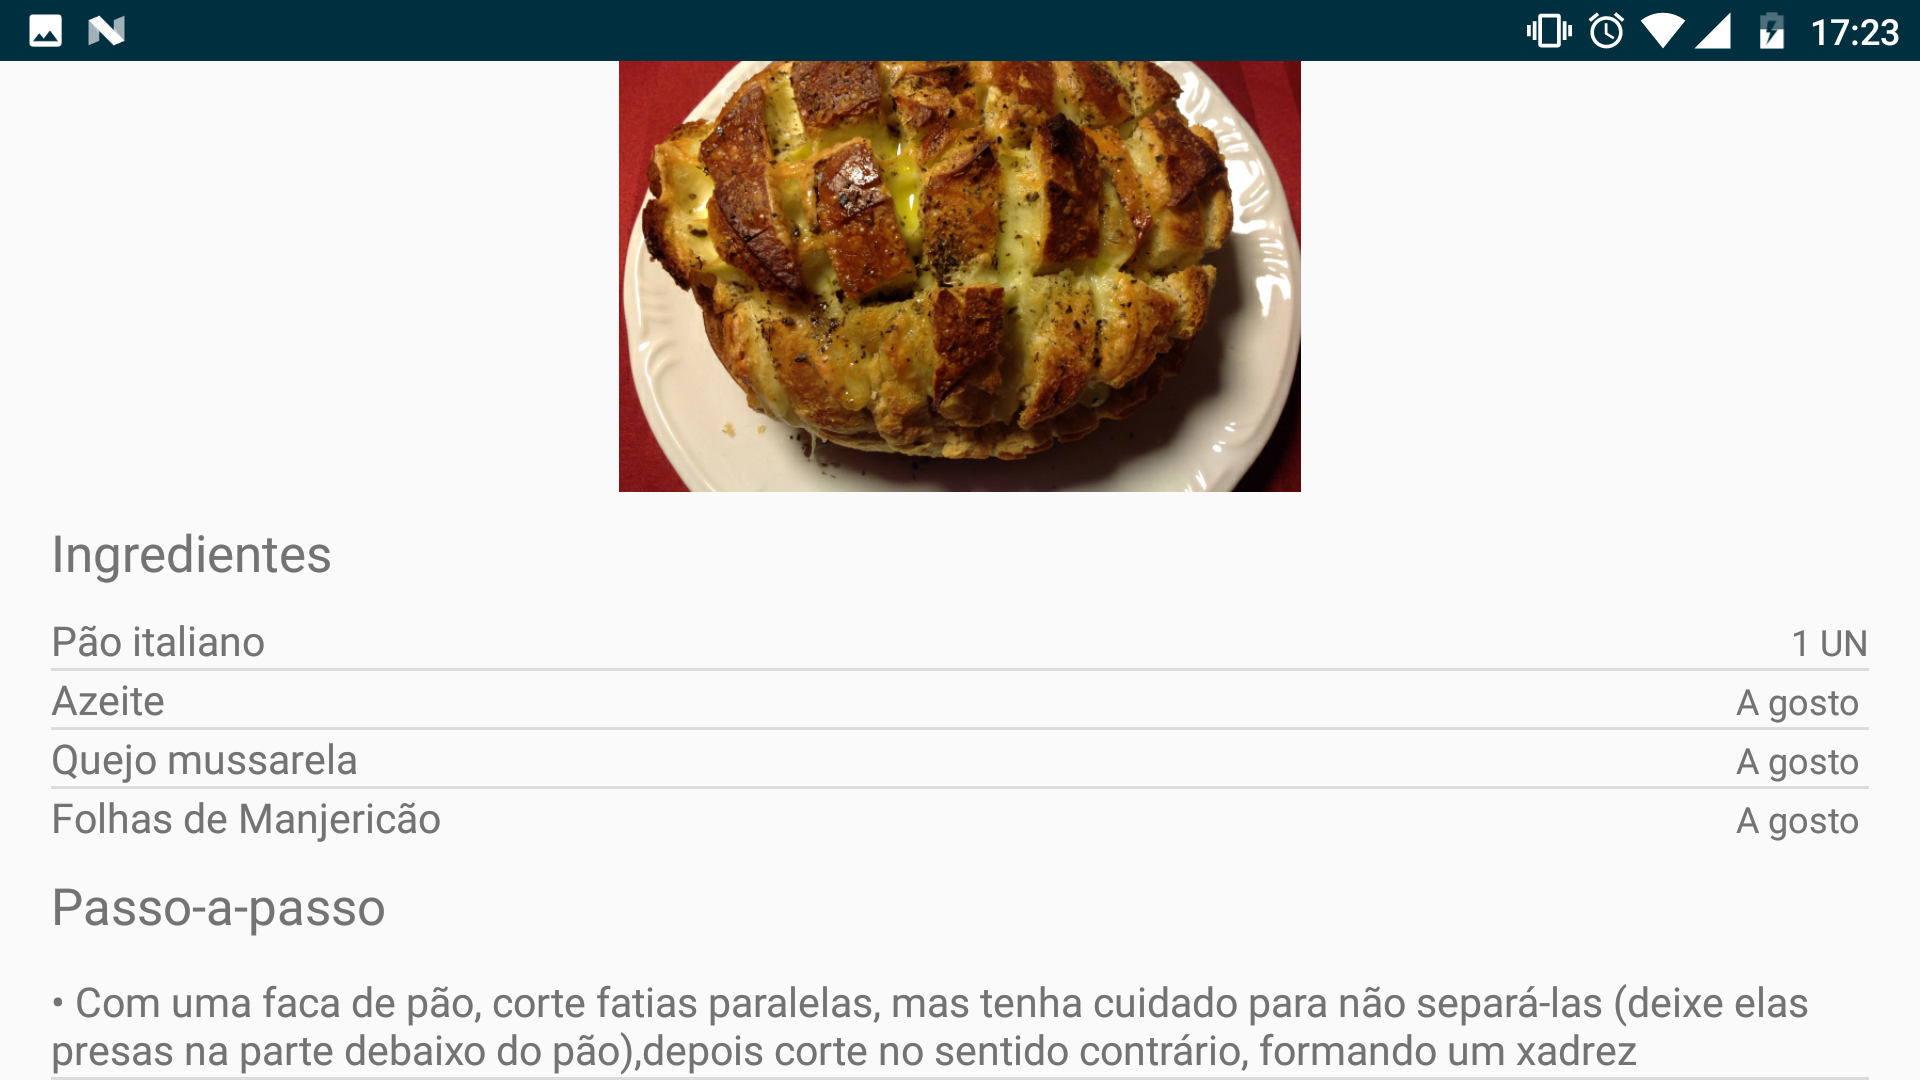 17:23
Ingredientes
Pão italiano 1 UN
Azeite A gosto
Quejo mussarela A gosto
Folhas de Manjericão A gosto
Passo-a-passo
• Com uma faca de pão, corte fatias paralelas, mas tenha cuidado para não separá-las (deixe elas
presas na parte debaixo do pão),depois corte no sentido contrário, formando um xadrez